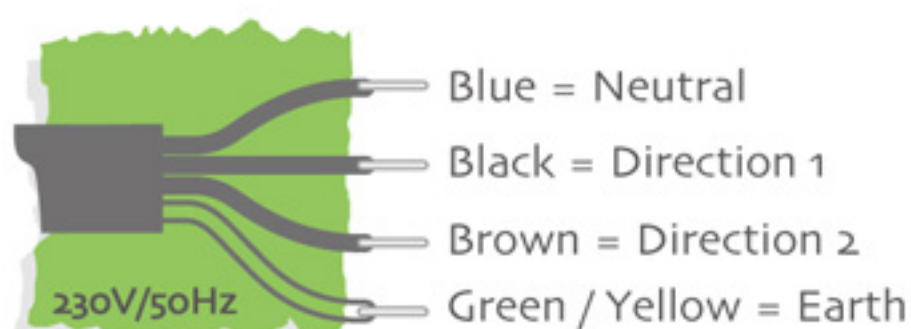 Blue = Neutral
Black = Direction 1
Brown = Direction 2
230V/50Hz
Green / Yellow = Earth